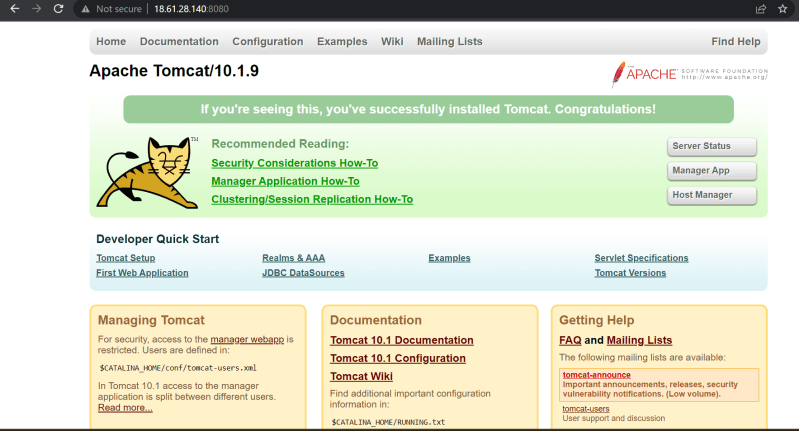 Not secure | 18.61.28.140:8080
Home Documentation Configuration Examples Wiki Mailing Lists Find Help
Apache Tomcat/10.1.9
THE
APACHE SOFTWARE FOUNDATION
http://www.apache.org/
If you're seeing this, you've successfully installed Tomcat. Congratulations!
TM
Recommended Reading:
Security Considerations How-To
Manager Application How-To
Clustering/Session Replication How-To
Server Status
Manager App
Host Manager
Developer Quick Start
Tomcat Setup
First Web Application
Realms & AAA
JDBC DataSources
Examples
Servlet Specifications
Tomcat Versions
Managing Tomcat
For security, access to the manager webapp is
restricted. Users are defined in:
$CATALINA_HOME/conf/tomcat-users.xml
In Tomcat 10.1 access to the manager
application is split between different users.
Read more...
Documentation
Tomcat 10.1 Documentation
Tomcat 10.1 Configuration
Tomcat Wiki
Find additional important configuration
information in:
$CATALINA_HOME/RUNNING.txt
Getting Help
FAQ and Mailing Lists
The following mailing lists are available:
tomcat-announce
Important announcements, releases, security
vulnerability notifications. (Low volume).
tomcat-users
User support and discussion